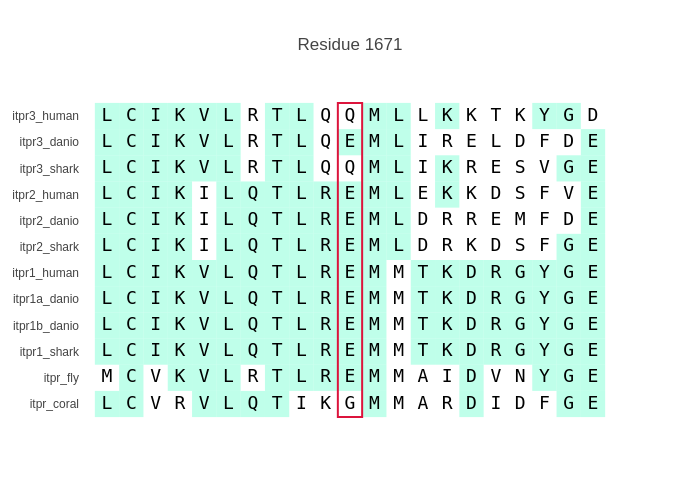 Residue 1671
itpr3_human L C I K V L R T L Q Q M L L K K T K Y G D
itpr3_danio L C I K V L R T L Q E M L I R E L D F D E
itpr3_shark L C I K V L R T L Q Q M L I K R E S V G E
itpr2_human L C I K I L Q T L R E M L E K K D S F V E
itpr2_danio L C I K I L Q T L R E M L D R R E M F D E
itpr2_shark L C I K I L Q T L R E M L D R K D S F G E
itpr1_human L C I K V L Q T L R E M M T K D R G Y G E
itpr1a_danio L C I K V L Q T L R E M M T K D R G Y G E
itpr1b_danio L C I K V L Q T L R E M M T K D R G Y G E
itpr1_shark L C I K V L Q T L R E M M T K D R G Y G E
itpr_fly M C V K V L R T L R E M M A I D V N Y G E
itpr_coral L C V R V L Q T I K G M M A R D I D F G E